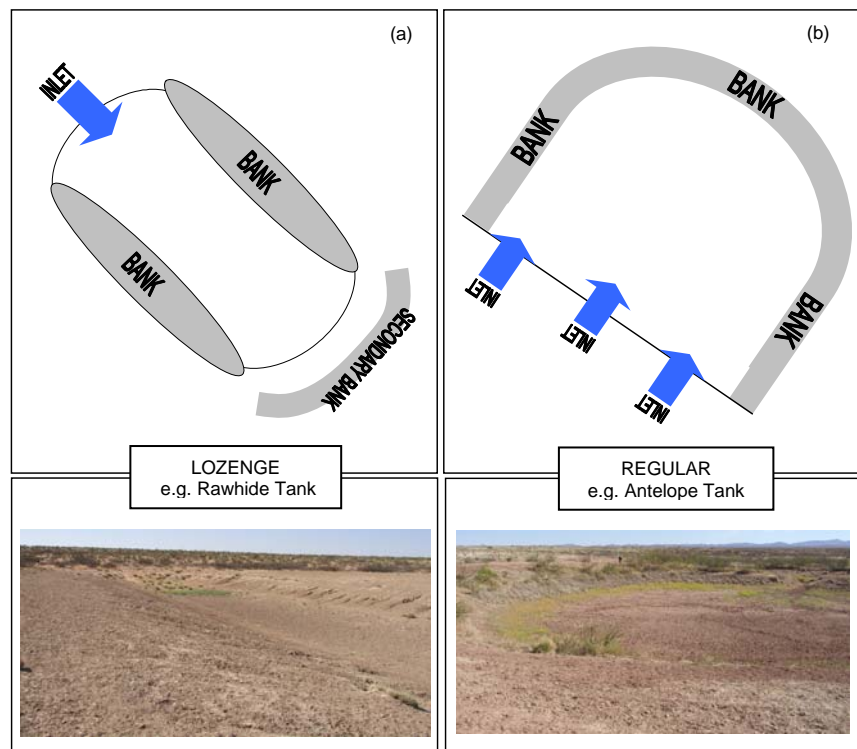 (a)
INLET
BANK
BANK
SECONDARY BANK
LOZENGE
e.g. Rawhide Tank
(b)
BANK
BANK
BANK
INLET
INLET
INLET
REGULAR
e.g. Antelope Tank